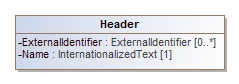 Header
-ExternalIdentifier : ExternalIdentifier [0..*]
-Name : InternationalizedText [1]